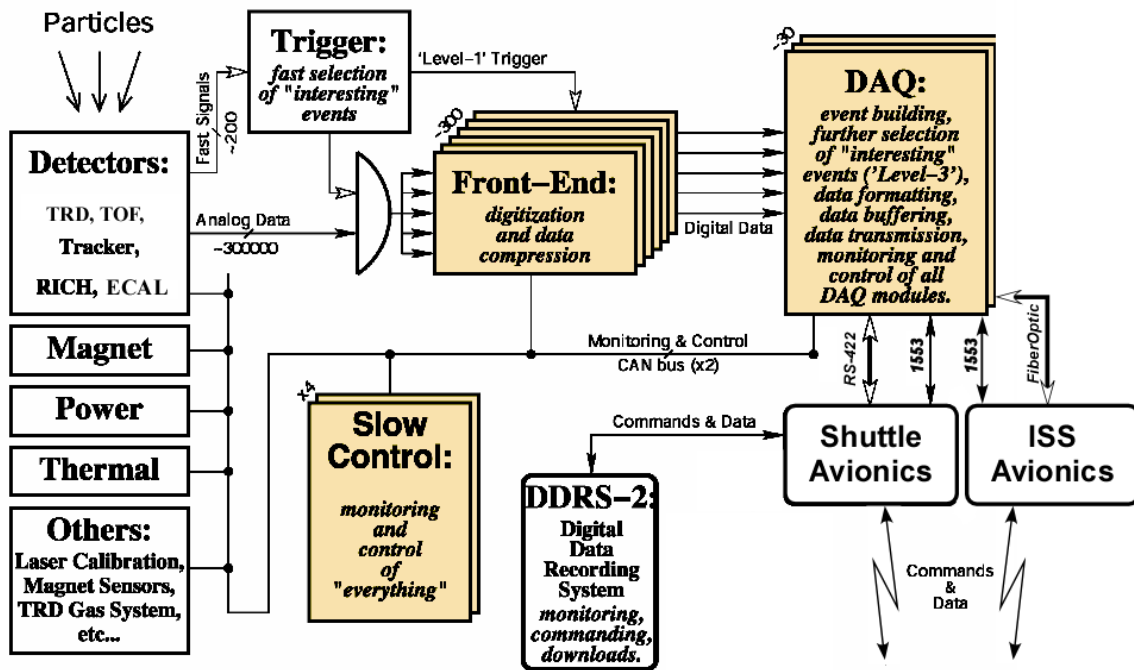 Particles
Trigger:
fast selection
of "interesting"
events
'Level-1' Trigger
Fast Signals
~200
~300
~30
DAQ:
event building,
further selection
of "interesting"
events ('Level-3'),
data formatting,
data buffering,
data transmission,
monitoring and
control of all
DAQ modules.
Detectors:
TRD, TOF,
Tracker,
RICH, ECAL
Analog Data
~300000
Front-End:
digitization
and data
compression
Digital Data
Magnet
Power
Thermal
Others:
Laser Calibration,
Magnet Sensors,
TRD Gas System,
etc...
Monitoring & Control
CAN bus (x2)
x4
Slow
Control:
monitoring
and
control
of
"everything"
RS-422
1553
1553
FiberOptic
Commands & Data
Shuttle
Avionics
ISS
Avionics
DDRS-2:
Digital
Data
Recording
System
monitoring,
commanding,
downloads.
Commands
&
Data